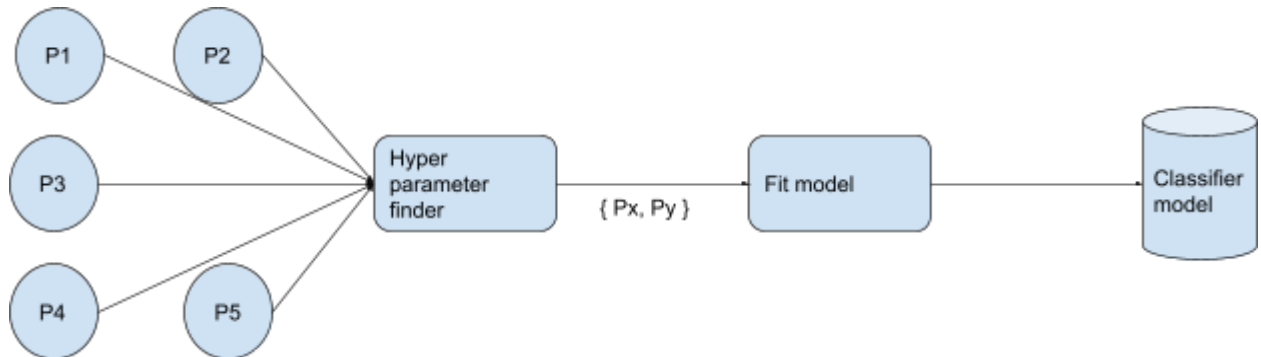 P1
P2
P3
P4
P5
Hyper
parameter
finder
{ Px, Py }
Fit model
Classifier
model